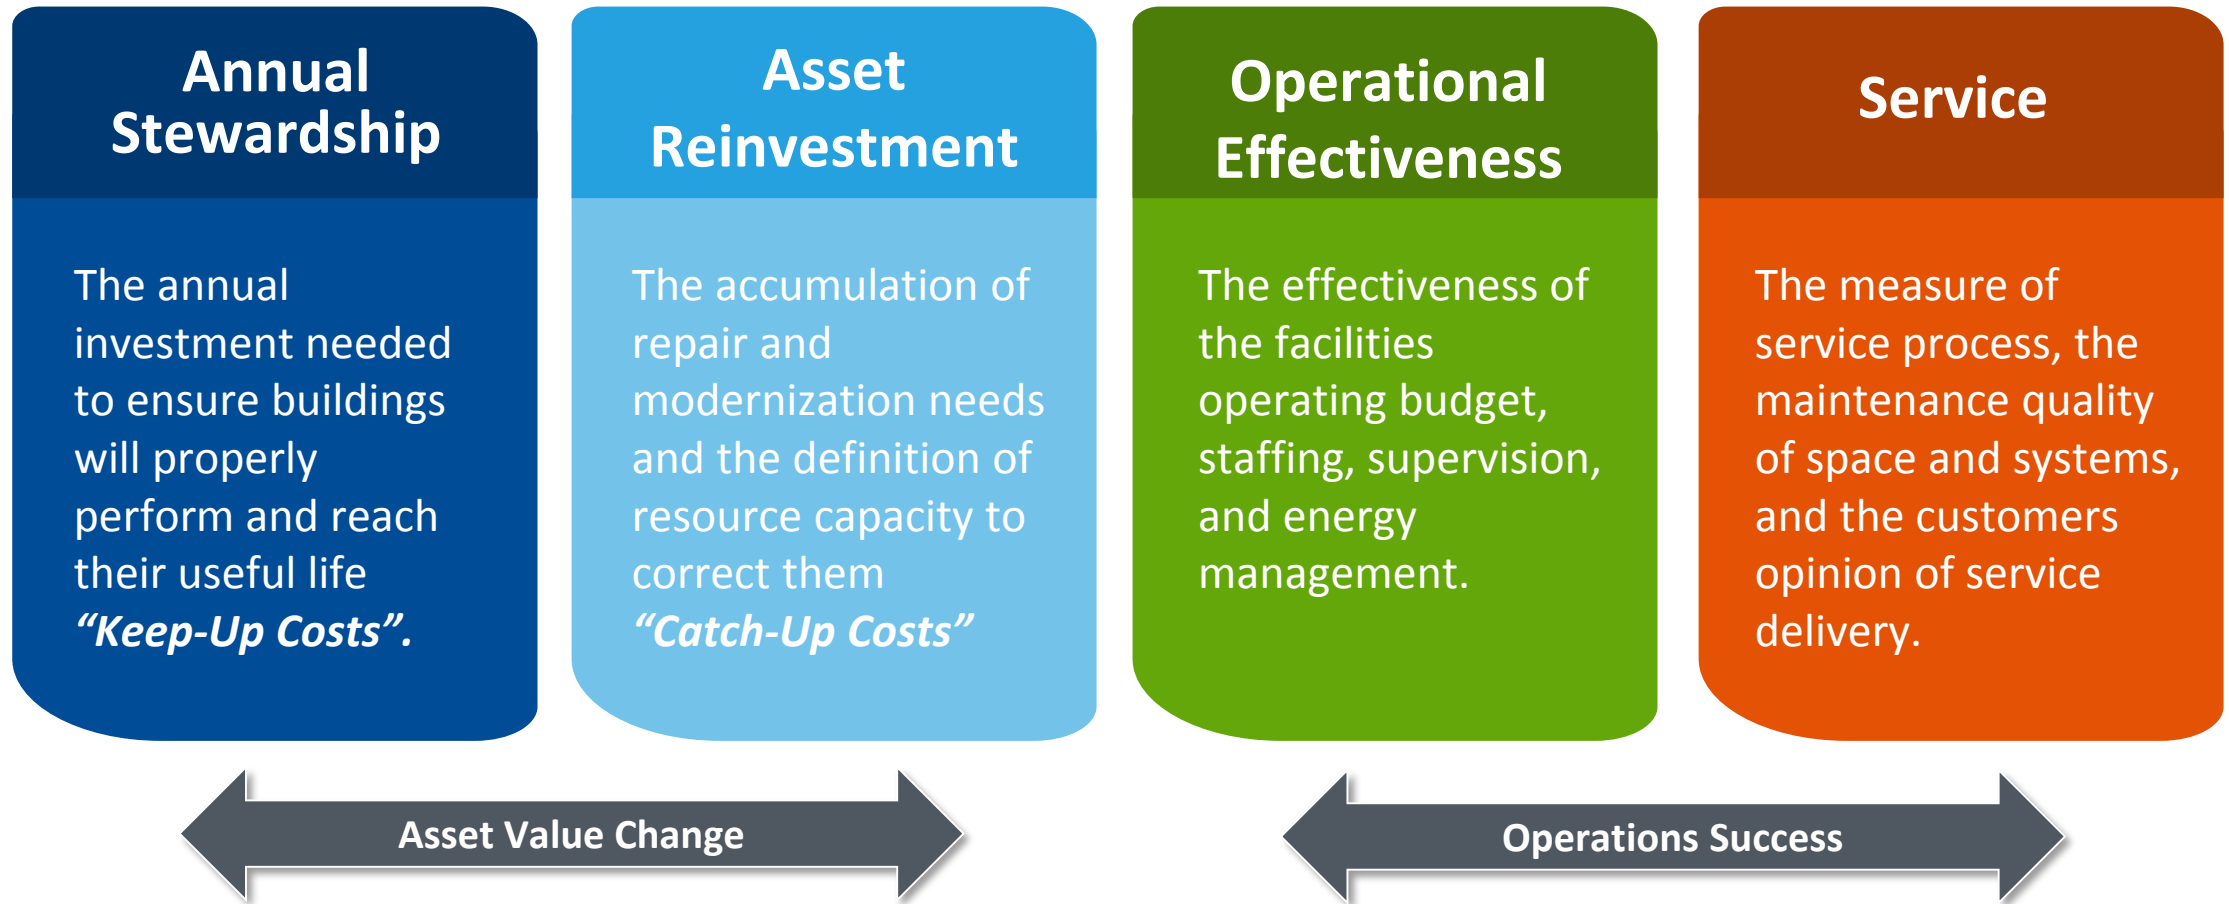 Annual
Stewardship
The annual
investment needed
to ensure buildings
will properly
perform and reach
their useful life
“Keep-Up Costs”.
Asset
Reinvestment
The accumulation of
repair and
modernization needs
and the definition of
resource capacity to
correct them
“Catch-Up Costs”
Operational
Effectiveness
The effectiveness of
the facilities
operating budget,
staffing, supervision,
and energy
management.
Service
The measure of
service process, the
maintenance quality
of space and systems,
and the customers
opinion of service
delivery.
Asset Value Change
Operations Success